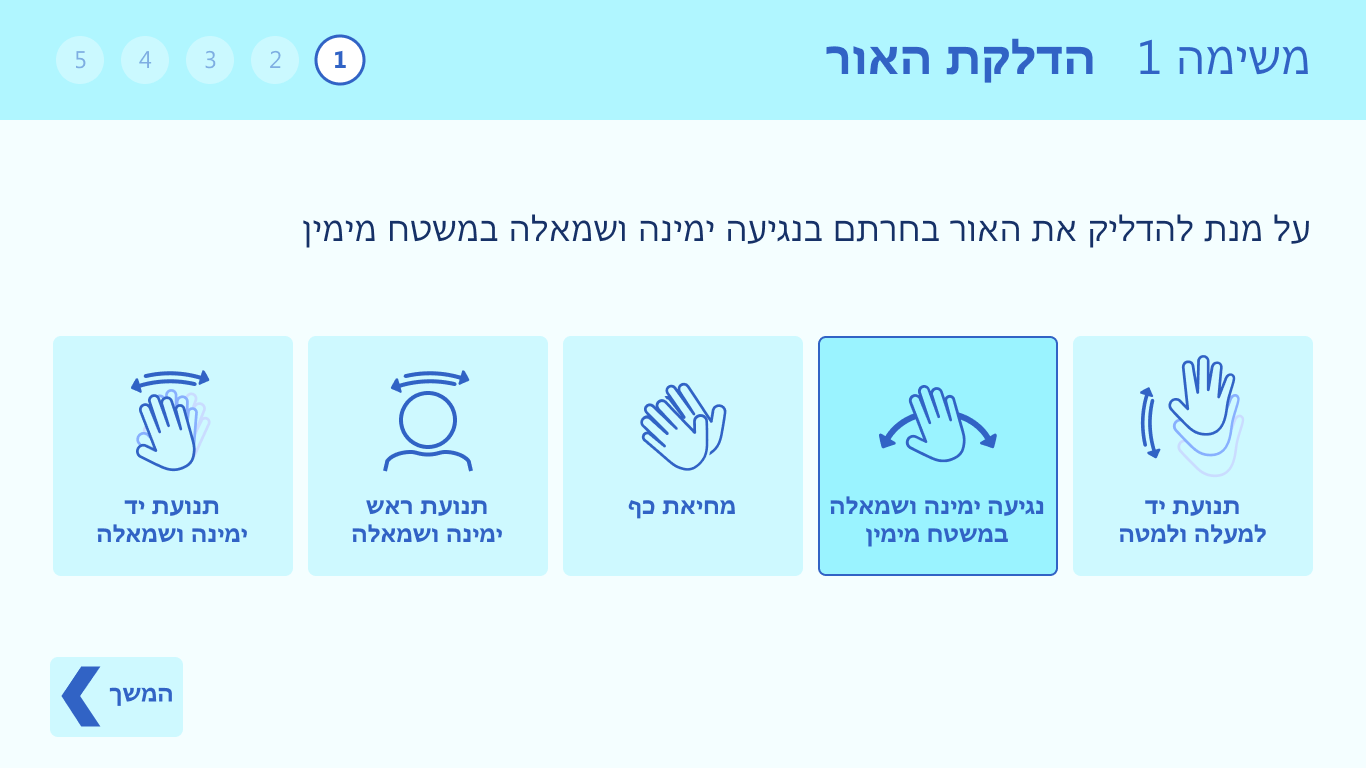 משימה 1 הדלקת האור
1 2 3 4 5
על מנת להדליק את האור בחרתם בנגיעה ימינה ושמאלה במשטח מימין
תנועת יד
למעלה ולמטה
נגיעה ימינה ושמאלה
במשטח מימין
מחיאת כף
תנועת ראש
ימינה ושמאלה
תנועת יד
ימינה ושמאלה
המשך